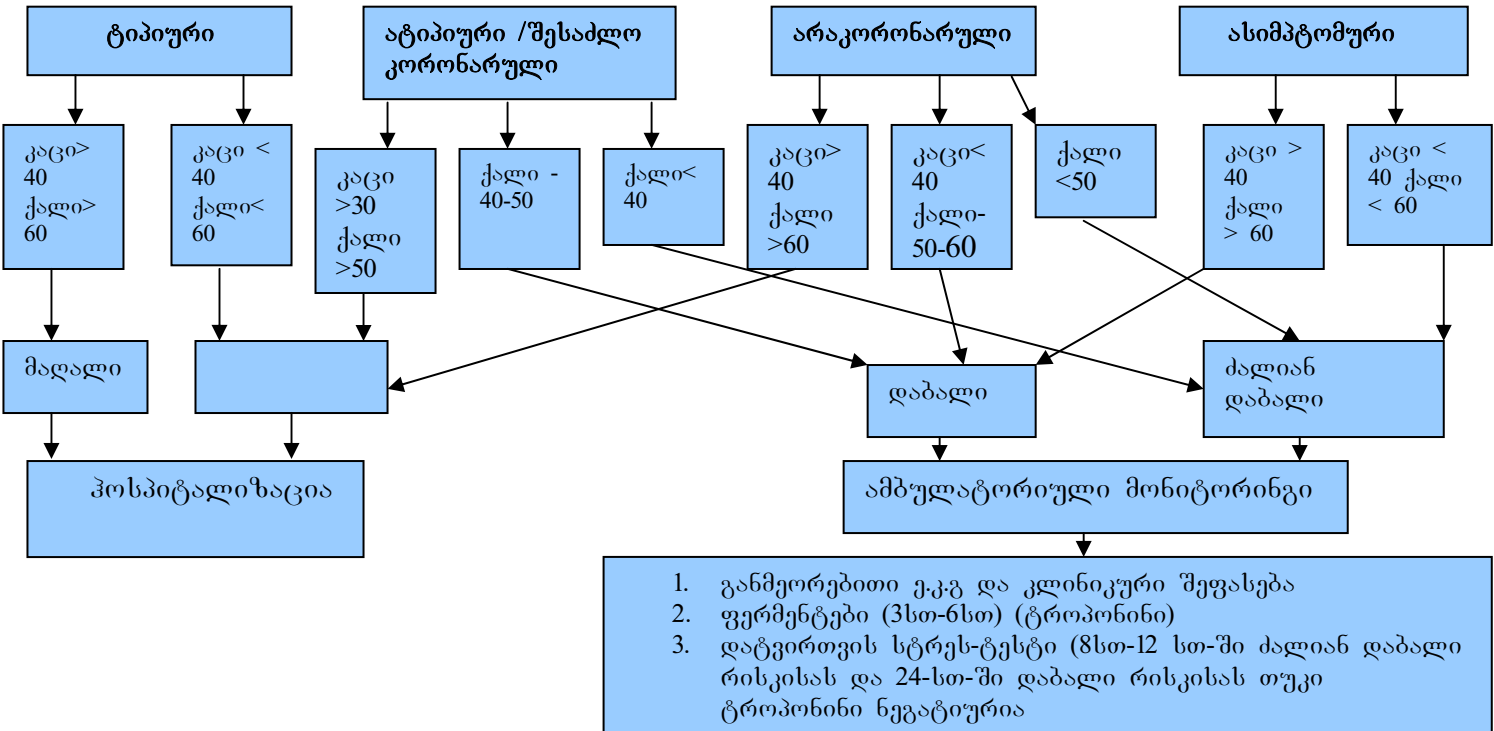 ტიპიური
ატიპიური /შესაძლო
კორონარული
არაკორონარული
ასიმპტომური
კაცი>
40
ქალი>
60
კაცი <
40
ქალი<
60
კაცი
>30
ქალი
>50
ქალი -
40-50
ქალი<
40
კაცი>
40
ქალი
>60
კაცი<
40
ქალი-
50-60
ქალი
<50
კაცი >
40
ქალი
> 60
კაცი <
40 ქალი
< 60
მაღალი
დაბალი
ძალიან
დაბალი
ჰოსპიტალიზაცია
ამბულატორიული მონიტორინგი
1. განმეორებითი ე.კ.გ და კლინიკური შეფასება
2. ფერმენტები (3სთ-6სთ) (ტროპონინი)
3. დატვირთვის სტრეს-ტესტი (8სთ-12 სთ-ში ძალიან დაბალი
რისკისას და 24-სთ-ში დაბალი რისკისას თუკი
ტროპონინი ნეგატიურია